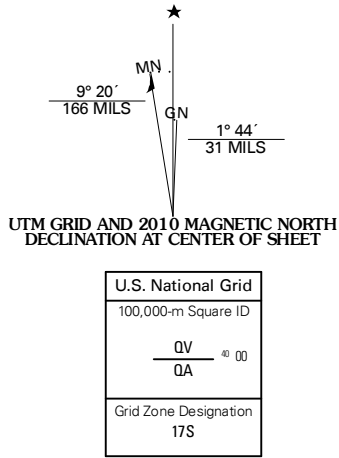 ★
MN
9° 20´
166 MILS
GN
1° 44´
31 MILS
UTM GRID AND 2010 MAGNETIC NORTH
DECLINATION AT CENTER OF SHEET
U.S. National Grid
100,000-m Square ID
QV
40 00
QA
Grid Zone Designation
17S